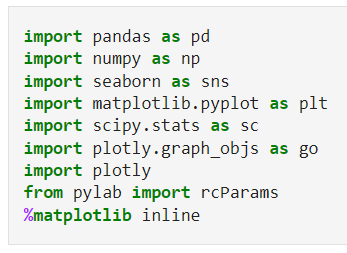 import pandas as pd
import numpy as np
import seaborn as sns
import matplotlib.pyplot as plt
import scipy.stats as sc
import plotly.graph_objs as go
import plotly
from pylab import rcParams
%matplotlib inline